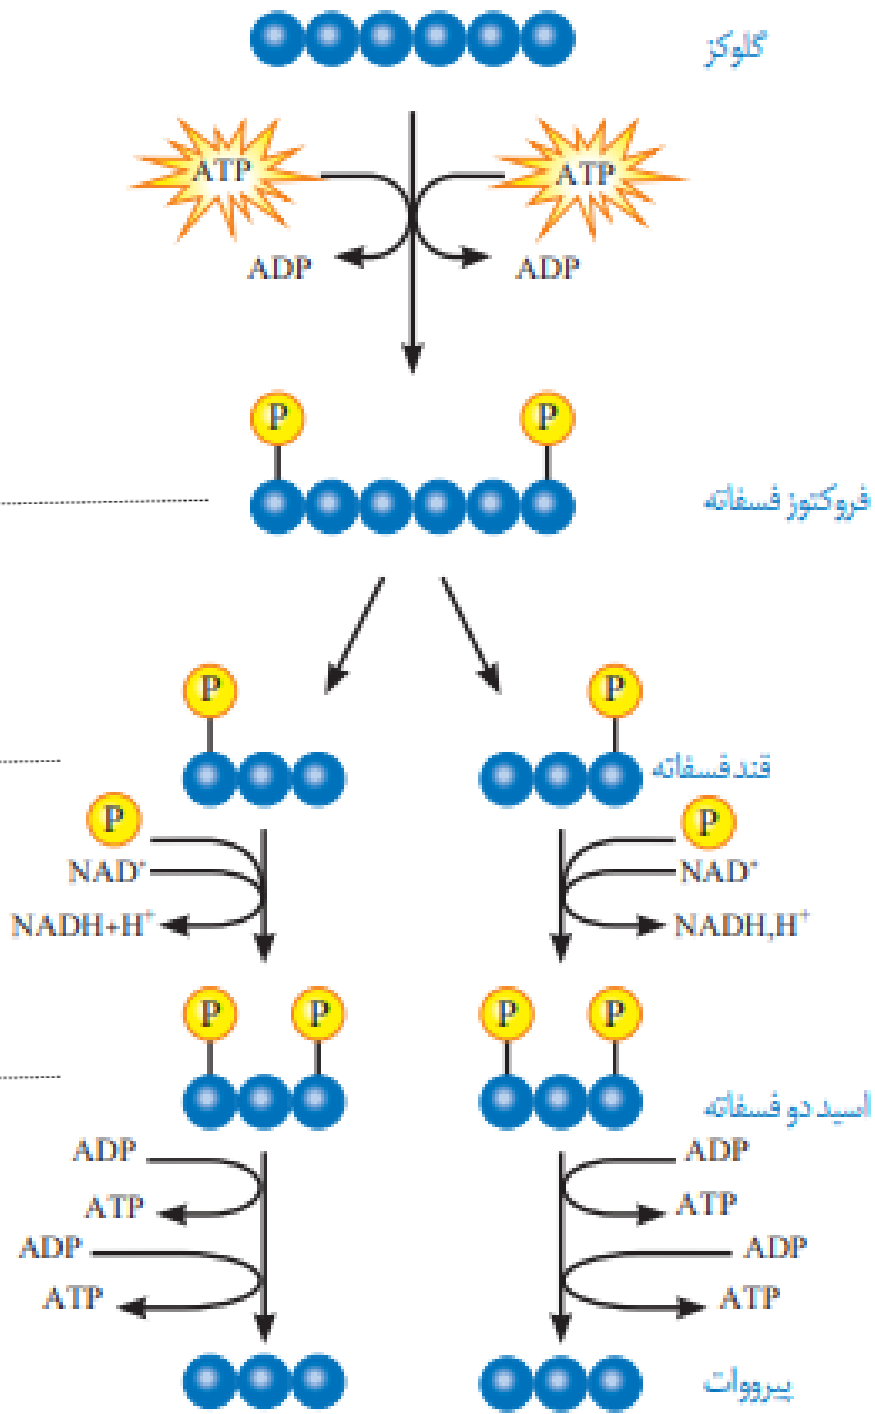 گلوکز
ATP ATP
ADP ADP
P P
فروکتوز فسفاته
P P
قند فسفاته
P P
NAD⁺ NAD⁺
NADH+H⁺ NADH,H⁺
P P P P
اسید دو فسفاته
ADP ADP
ATP ATP
ADP ADP
ATP ATP
پیرووات